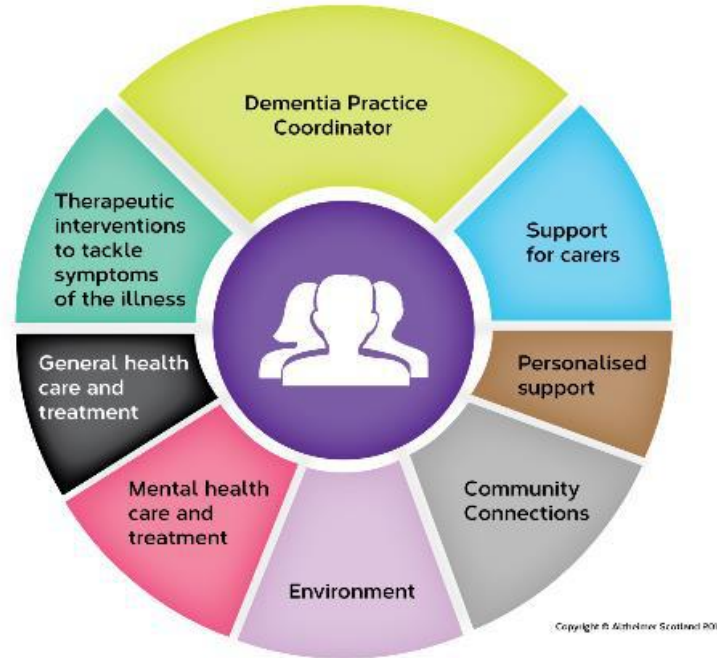 Dementia Practice
Coordinator
Support
for carers
Personalised
support
Community
Connections
Environment
Mental health
care and
treatment
General health
care and
treatment
Therapeutic
interventions
to tackle
symptoms
of the illness
Copyright © Alzheimer Scotland